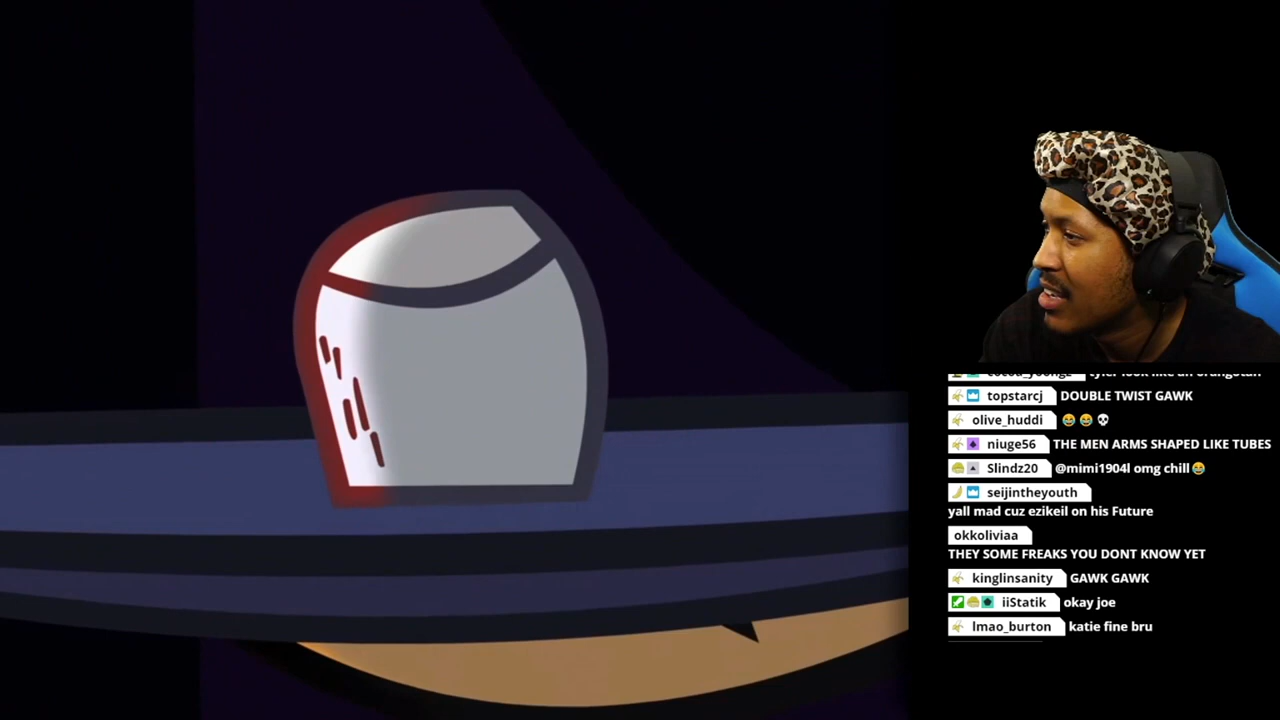 topstarcj DOUBLE TWIST GAWK
olive_huddi 😂😂💀
niuge56 THE MEN ARMS SHAPED LIKE TUBES
Slindz20 @mimi1904l omg chill😂
seijintheyouth
yall mad cuz ezikeil on his Future
okkoliviaa
THEY SOME FREAKS YOU DONT KNOW YET
kinglinsanity GAWK GAWK
iiStatik okay joe
lmao_burton katie fine bru